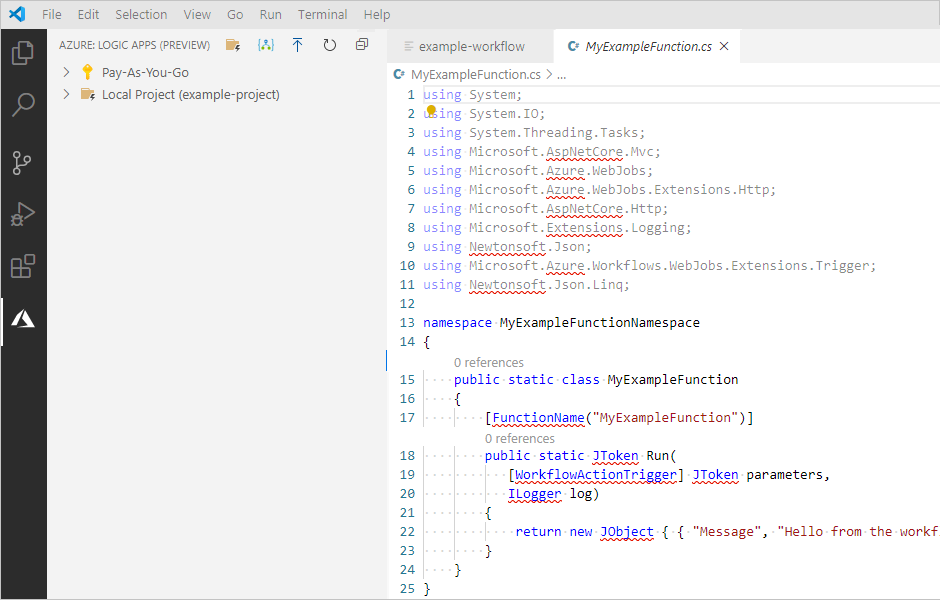 File Edit Selection View Go Run Terminal Help
AZURE: LOGIC APPS (PREVIEW)
Pay-As-You-Go
Local Project (example-project)
example-workflow
C# MyExampleFunction.cs
C# MyExampleFunction.cs > ...
1 using System;
2 using System.IO;
3 using System.Threading.Tasks;
4 using Microsoft.AspNetCore.Mvc;
5 using Microsoft.Azure.WebJobs;
6 using Microsoft.Azure.WebJobs.Extensions.Http;
7 using Microsoft.AspNetCore.Http;
8 using Microsoft.Extensions.Logging;
9 using Newtonsoft.Json;
10 using Microsoft.Azure.Workflows.WebJobs.Extensions.Trigger;
11 using Newtonsoft.Json.Linq;
12
13 namespace MyExampleFunctionNamespace
14 {
0 references
15 public static class MyExampleFunction
16 {
17 [FunctionName("MyExampleFunction")]
0 references
18 public static JToken Run(
19 [WorkflowActionTrigger] JToken parameters,
20 ILogger log)
21 {
22 return new JObject { { "Message", "Hello from the workf
23 }
24 }
25 }